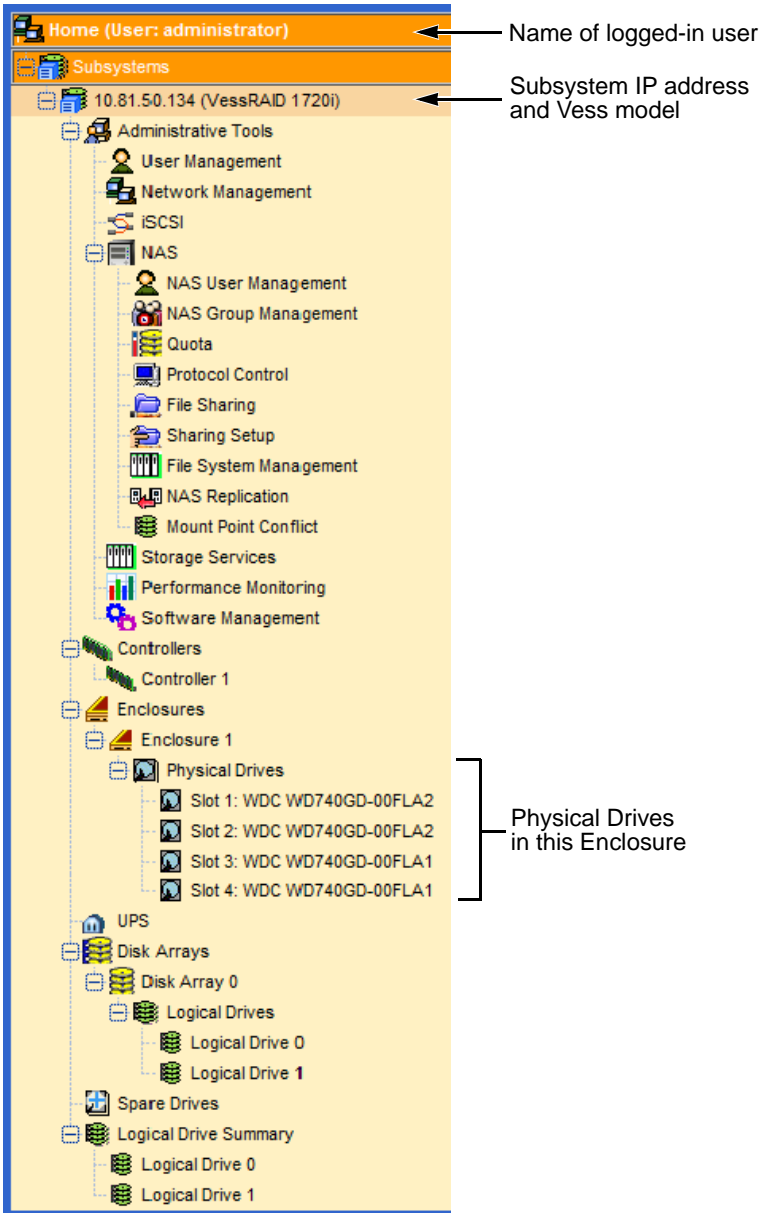 Home (User: administrator)
Name of logged-in user
Subsystems
10.81.50.134 (VessRAID 1720i)
Subsystem IP address
and Vess model
Administrative Tools
User Management
Network Management
iSCSI
NAS
NAS User Management
NAS Group Management
Quota
Protocol Control
File Sharing
Sharing Setup
File System Management
NAS Replication
Mount Point Conflict
Storage Services
Performance Monitoring
Software Management
Controllers
Controller 1
Enclosures
Enclosure 1
Physical Drives
Slot 1: WDC WD740GD-00FLA2
Slot 2: WDC WD740GD-00FLA2
Slot 3: WDC WD740GD-00FLA1
Slot 4: WDC WD740GD-00FLA1
Physical Drives
in this Enclosure
UPS
Disk Arrays
Disk Array 0
Logical Drives
Logical Drive 0
Logical Drive 1
Spare Drives
Logical Drive Summary
Logical Drive 0
Logical Drive 1